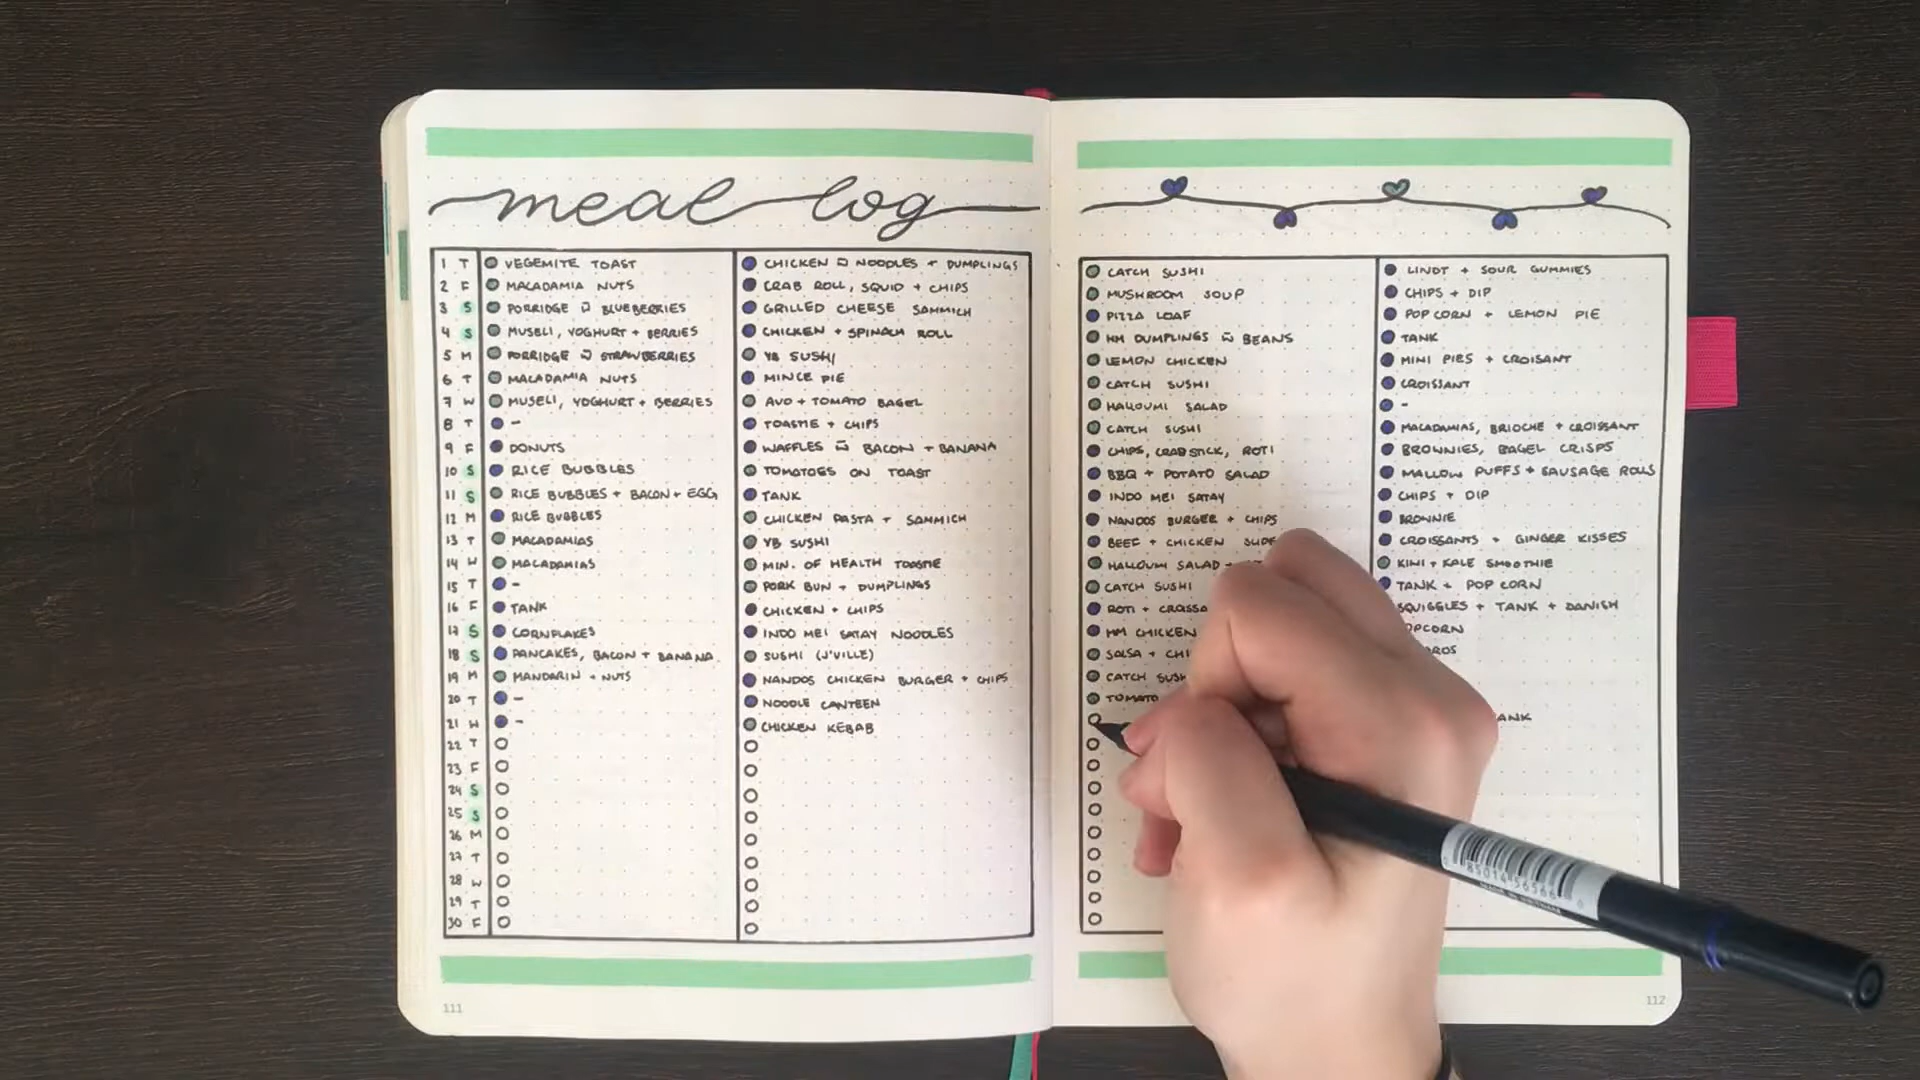 meal log
1 T VEGEMITE TOAST
2 F MACADAMIA NUTS
3 S PORRIDGE W BLUEBERRIES
4 S MUSELI, YOGHURT + BERRIES
5 M PORRIDGE W STRAWBERRIES
6 T MACADAMIA NUTS
7 W MUSELI, YOGHURT + BERRIES
8 T -
9 F DONUTS
10 S RICE BUBBLES
11 S RICE BUBBLES + BACON + EGG
12 M RICE BUBBLES
13 T MACADAMIAS
14 W MACADAMIAS
15 T -
16 F TANK
17 S CORNFLAKES
18 S PANCAKES, BACON + BANANA
19 M MANDARIN + NUTS
20 T -
21 W -
22 T
23 F
24 S
25 S
26 M
27 T
28 W
29 T
30 F
CHICKEN W NOODLES + DUMPLINGS
CRAB ROLL, SQUID + CHIPS
GRILLED CHEESE SAMMICH
CHICKEN + SPINACH ROLL
YB SUSHI
MINCE PIE
AVO + TOMATO BAGEL
TOASTIE + CHIPS
WAFFLES W BACON + BANANA
TOMATOES ON TOAST
TANK
CHICKEN PASTA + SAMMICH
YB SUSHI
MIN. OF HEALTH TOASTIE
PORK BUN + DUMPLINGS
CHICKEN + CHIPS
INDO MEI SATAY NOODLES
SUSHI (J'VILLE)
NANDOS CHICKEN BURGER + CHIPS
NOODLE CANTEEN
CHICKEN KEBAB
111
CATCH SUSHI
MUSHROOM SOUP
PIZZA LOAF
HM DUMPLINGS W BEANS
LEMON CHICKEN
CATCH SUSHI
HALLOUMI SALAD
CATCH SUSHI
CHIPS, CRABSTICK, ROTI
BBQ + POTATO SALAD
INDO MEI SATAY
NANDOS BURGER + CHIPS
BEEF + CHICKEN
HALLOUMI SALAD +
CATCH SUSHI
ROTI +
HM CHICKEN
SALSA +
CATCH
TOMATO
LINDT + SOUR GUMMIES
CHIPS + DIP
POPCORN + LEMON PIE
TANK
MINI PIES + CROISANT
CROISSANT
-
MACADAMIAS, BRIOCHE + CROISSANT
BROWNIES, BAGEL CRISPS
MALLOW PUFFS + SAUSAGE ROLLS
CHIPS + DIP
BROWNIE
CROISSANTS + GINGER KISSES
KIWI + KALE SMOOTHIE
TANK + POPCORN
SQUIGGLES + TANK + DANISH
112